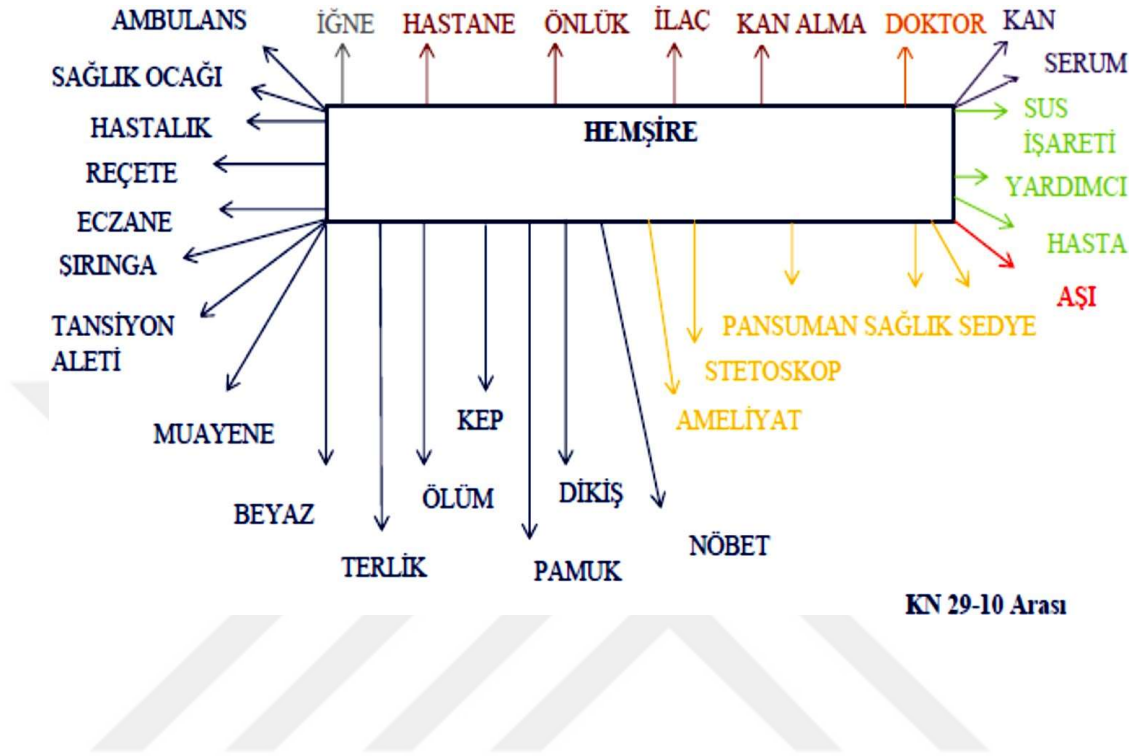 AMBULANS İĞNE HASTANE ÖNLÜK İLAÇ KAN ALMA DOKTOR KAN
SERUM
SAĞLIK OCAĞI
SUS
İŞARETİ
HASTALIK
HEMŞİRE
REÇETE
YARDIMCI
ECZANE
HASTA
ŞIRINGA
AŞI
TANSİYON
ALETİ
PANSUMAN SAĞLIK SEDYE
STETOSKOP
MUAYENE
KEP
AMELİYAT
BEYAZ
ÖLÜM
DİKİŞ
TERLİK
PAMUK
NÖBET
KN 29-10 Arası